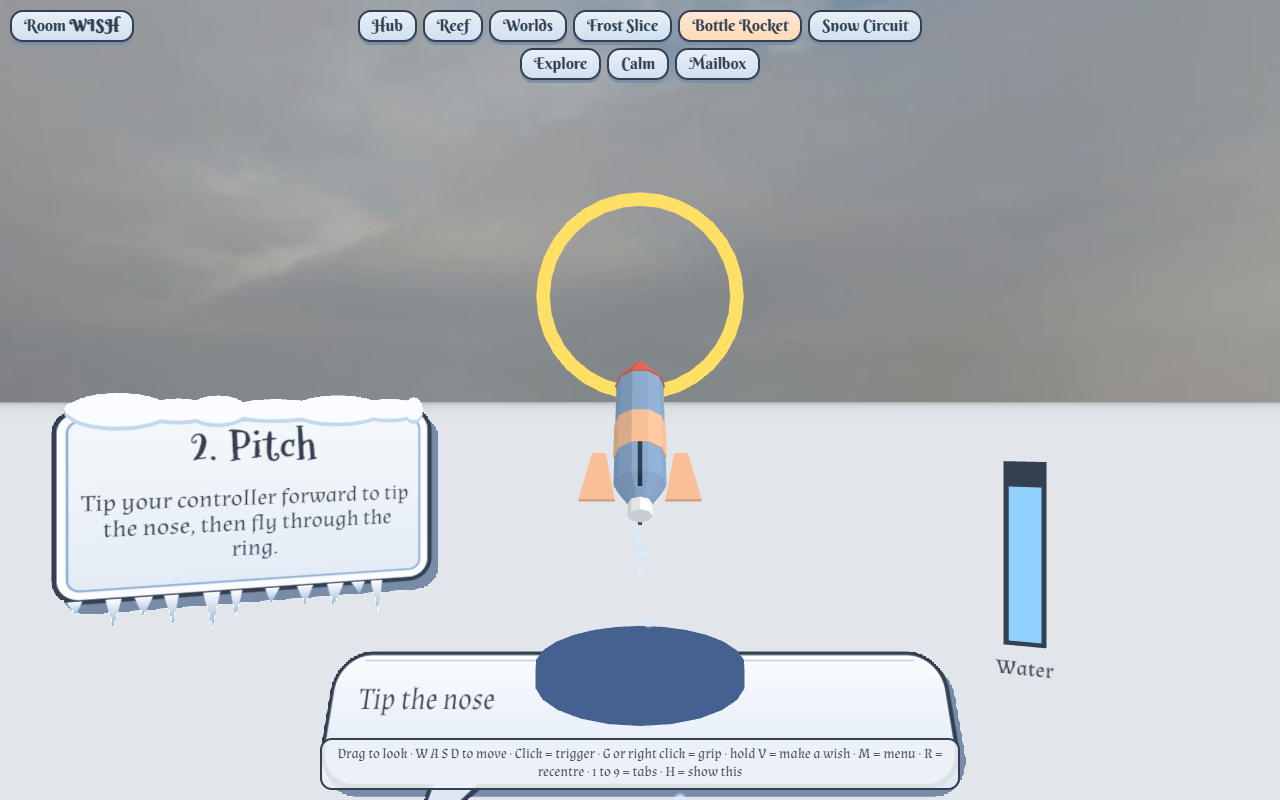 Room WISH
Hub
Reef
Worlds
Frost Slice
Bottle Rocket
Snow Circuit
Explore
Calm
Mailbox
2. Pitch
Tip your controller forward to tip
the nose, then fly through the
ring.
Water
Tip the nose
Drag to look · W A S D to move · Click = trigger · G or right click = grip · hold V = make a wish · M = menu · R =
recentre · 1 to 9 = tabs · H = show this